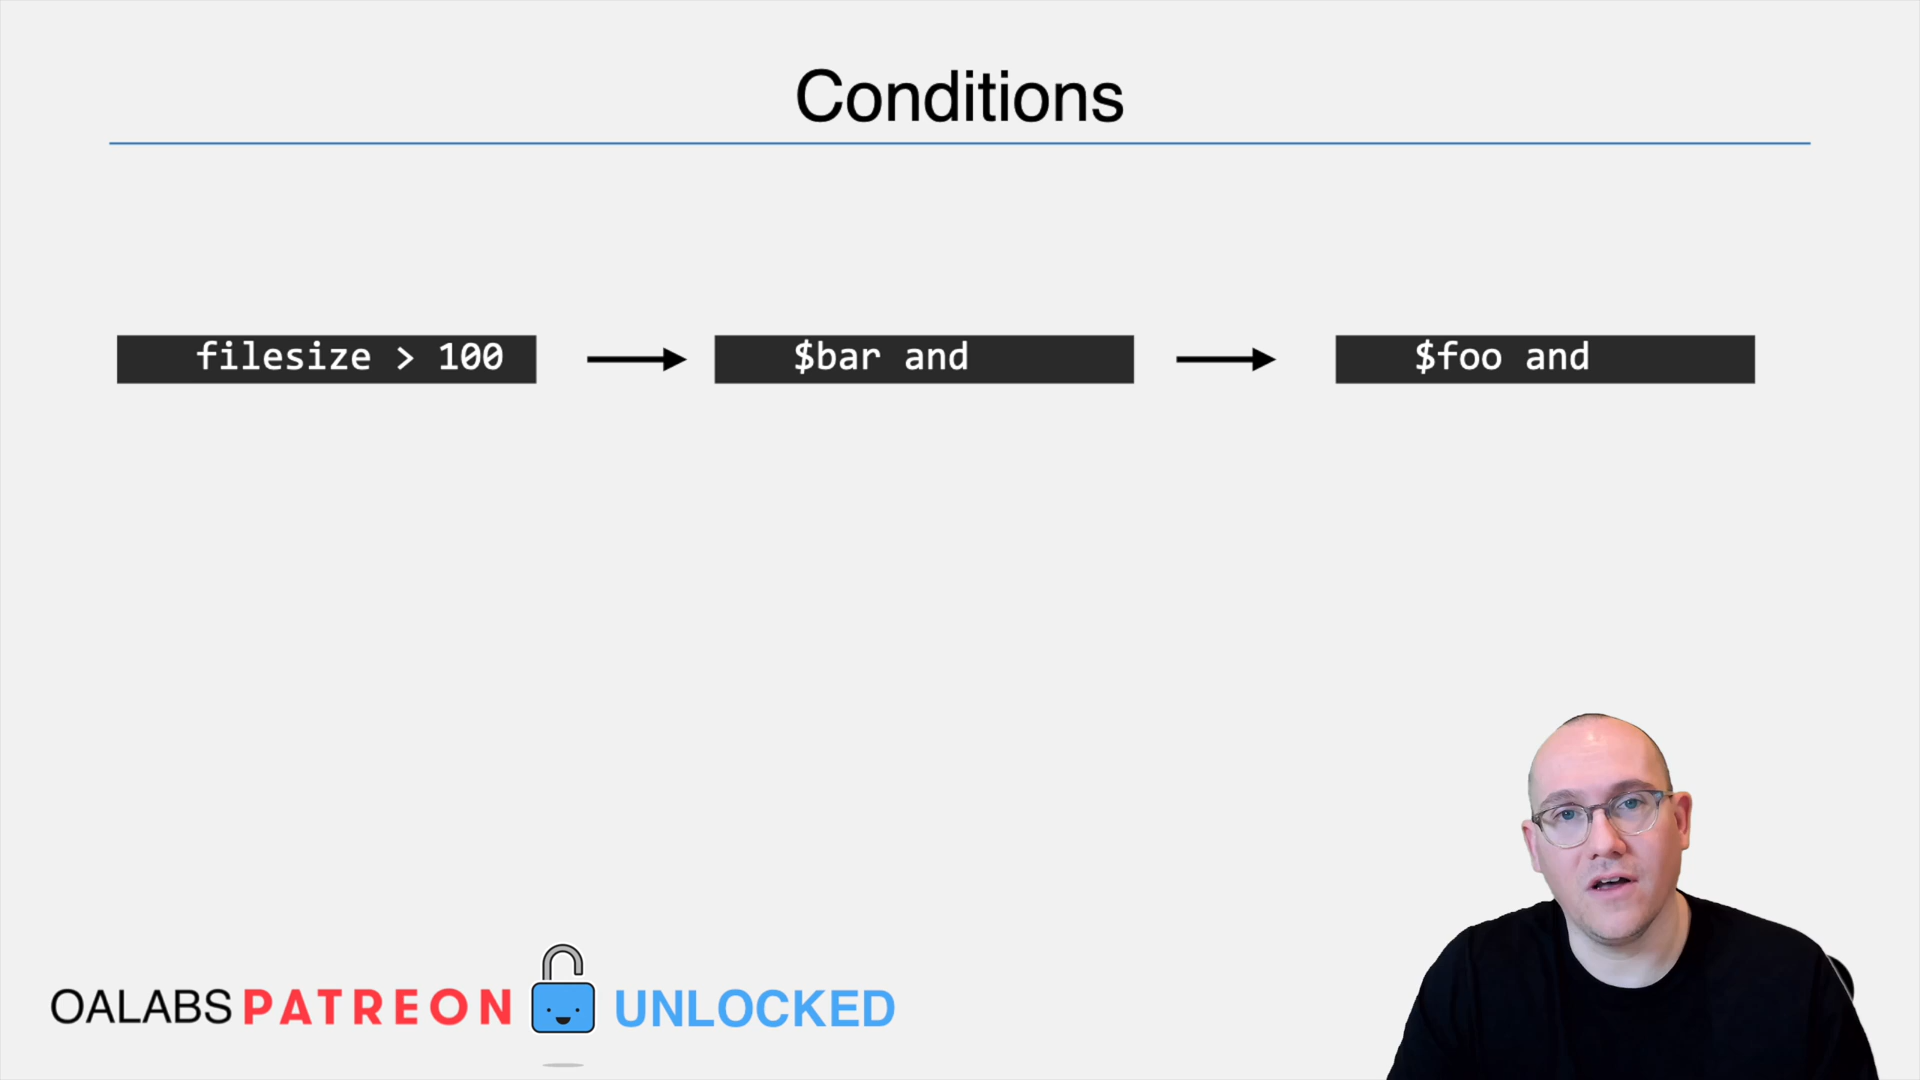 Conditions
filesize > 100
$bar and
$foo and
OALABS PATREON UNLOCKED